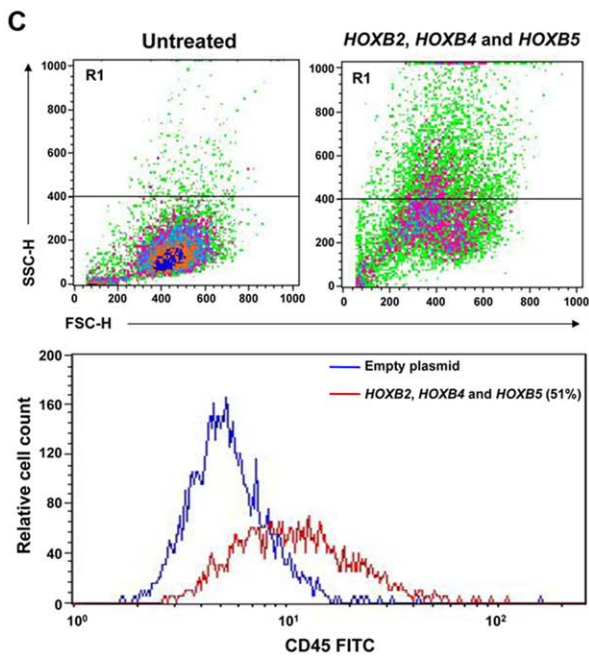 C
Untreated
HOXB2, HOXB4 and HOXB5
R1
1000
800
600
400
200
0
SSC-H
0 200 400 600 800 1000
R1
1000
800
600
400
200
0
0 200 400 600 800 1000
FSC-H
200
160
120
80
40
0
Relative cell count
Empty plasmid
HOXB2, HOXB4 and HOXB5 (51%)
10⁰ 10¹ 10²
CD45 FITC